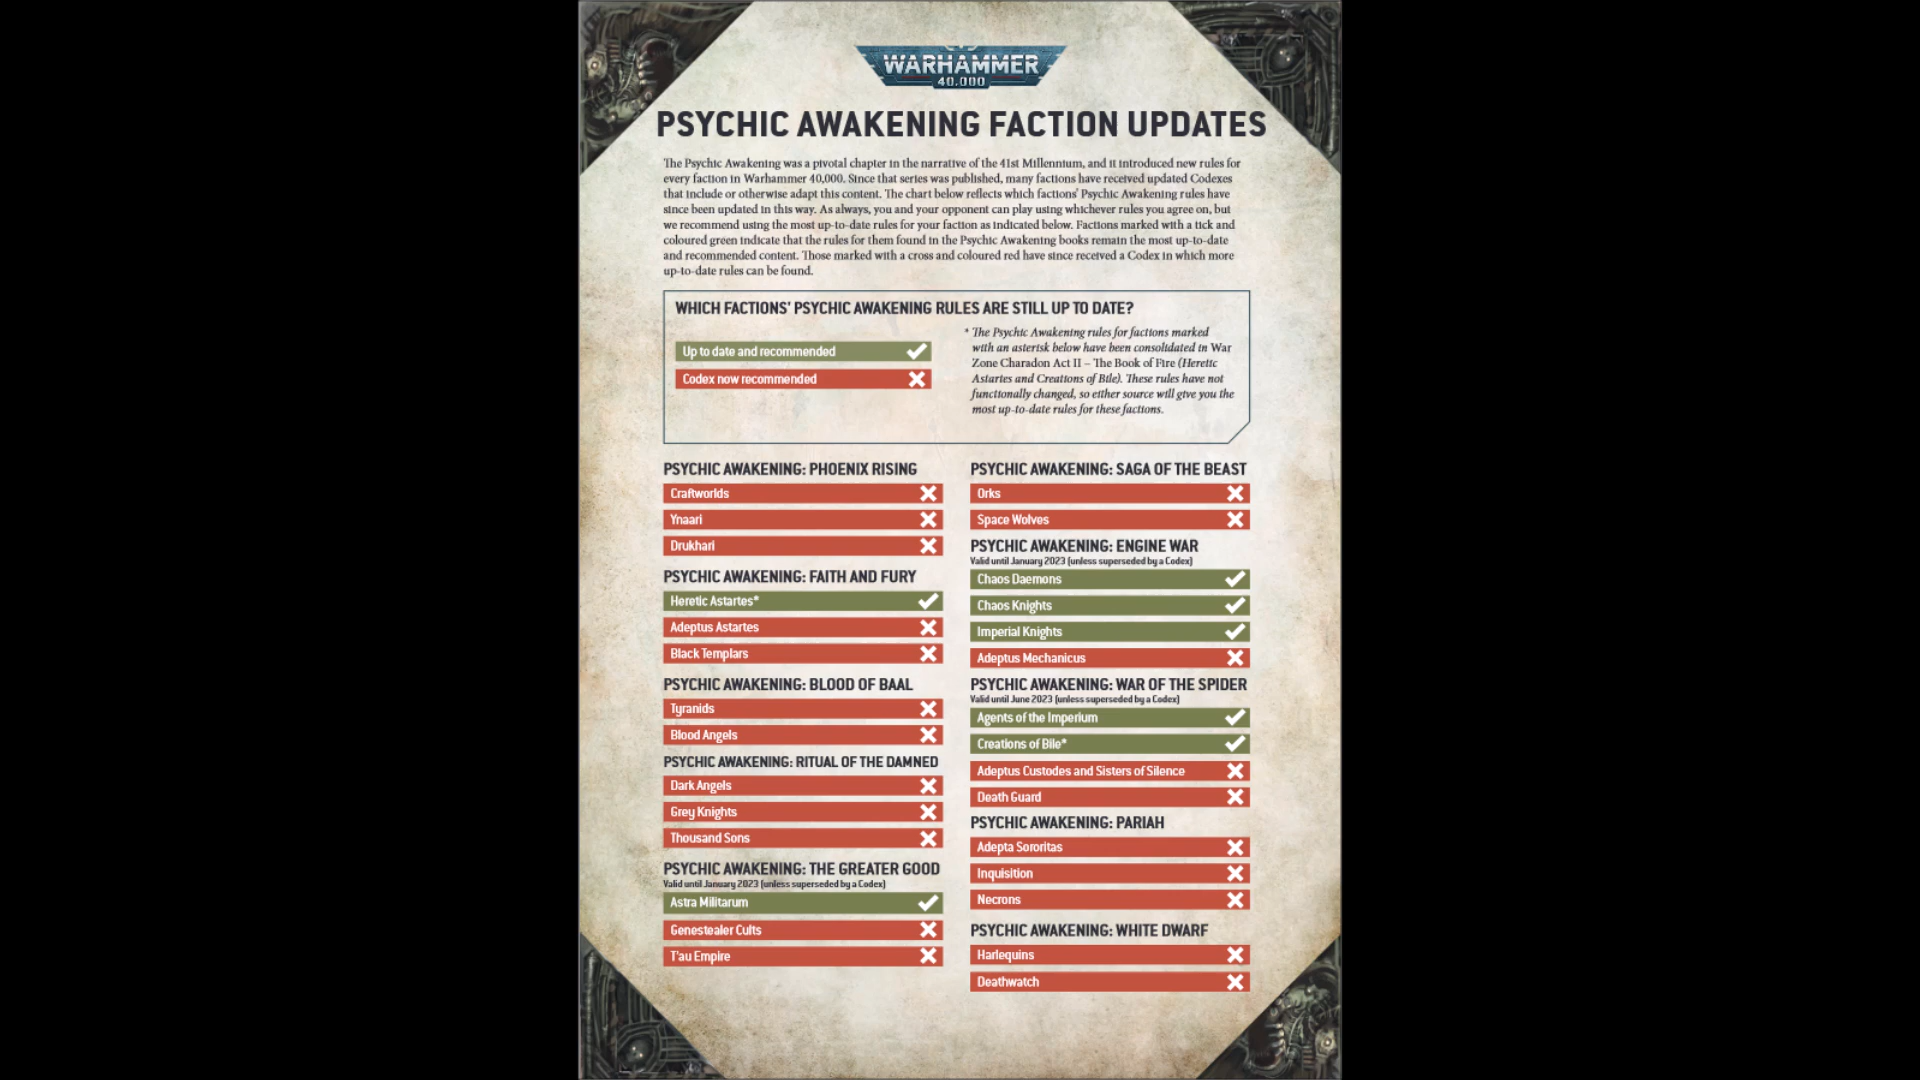 WARHAMMER
40,000
PSYCHIC AWAKENING FACTION UPDATES
The Psychic Awakening was a pivotal chapter in the narrative of the 41st Millennium, and it introduced new rules for
every faction in Warhammer 40,000. Since that series was published, many factions have received updated Codexes
that include or otherwise adapt this content. The chart below reflects which factions' Psychic Awakening rules have
since been updated in this way. As always, you and your opponent can play using whichever rules you agree on, but
we recommend using the most up-to-date rules for your faction as indicated below. Factions marked with a tick and
coloured green indicate that the rules for them found in the Psychic Awakening books remain the most up-to-date
and recommended content. Those marked with a cross and coloured red have since received a Codex in which more
up-to-date rules can be found.
WHICH FACTIONS' PSYCHIC AWAKENING RULES ARE STILL UP TO DATE?
Up to date and recommended
Codex now recommended
* The Psychic Awakening rules for factions marked
with an asterisk below have been consolidated in War
Zone Charadon Act II – The Book of Fire (Heretic
Astartes and Creations of Bile). These rules have not
functionally changed, so either source will give you the
most up-to-date rules for these factions.
PSYCHIC AWAKENING: PHOENIX RISING
Craftworlds
Ynaari
Drukhari
PSYCHIC AWAKENING: FAITH AND FURY
Heretic Astartes*
Adeptus Astartes
Black Templars
PSYCHIC AWAKENING: BLOOD OF BAAL
Tyranids
Blood Angels
PSYCHIC AWAKENING: RITUAL OF THE DAMNED
Dark Angels
Grey Knights
Thousand Sons
PSYCHIC AWAKENING: THE GREATER GOOD
Valid until January 2023 (unless superseded by a Codex)
Astra Militarum
Genestealer Cults
T'au Empire
PSYCHIC AWAKENING: SAGA OF THE BEAST
Orks
Space Wolves
PSYCHIC AWAKENING: ENGINE WAR
Valid until January 2023 (unless superseded by a Codex)
Chaos Daemons
Chaos Knights
Imperial Knights
Adeptus Mechanicus
PSYCHIC AWAKENING: WAR OF THE SPIDER
Valid until June 2023 (unless superseded by a Codex)
Agents of the Imperium
Creations of Bile*
Adeptus Custodes and Sisters of Silence
Death Guard
PSYCHIC AWAKENING: PARIAH
Adepta Sororitas
Inquisition
Necrons
PSYCHIC AWAKENING: WHITE DWARF
Harlequins
Deathwatch